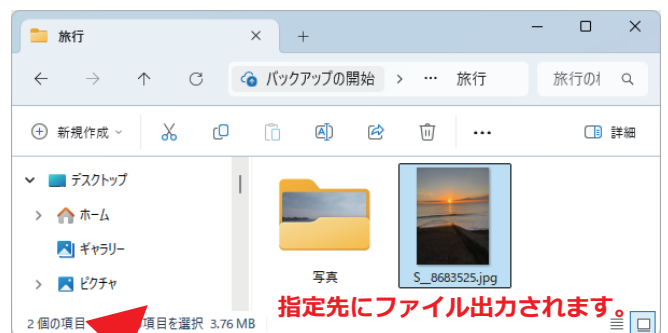 旅行
バックアップの開始 > … 旅行
旅行の
新規作成
詳細
デスクトップ
ホーム
ギャラリー
ピクチャ
写真
S__8683525.jpg
指定先にファイル出力されます。
2 個の項目
項目を選択 3.76 MB